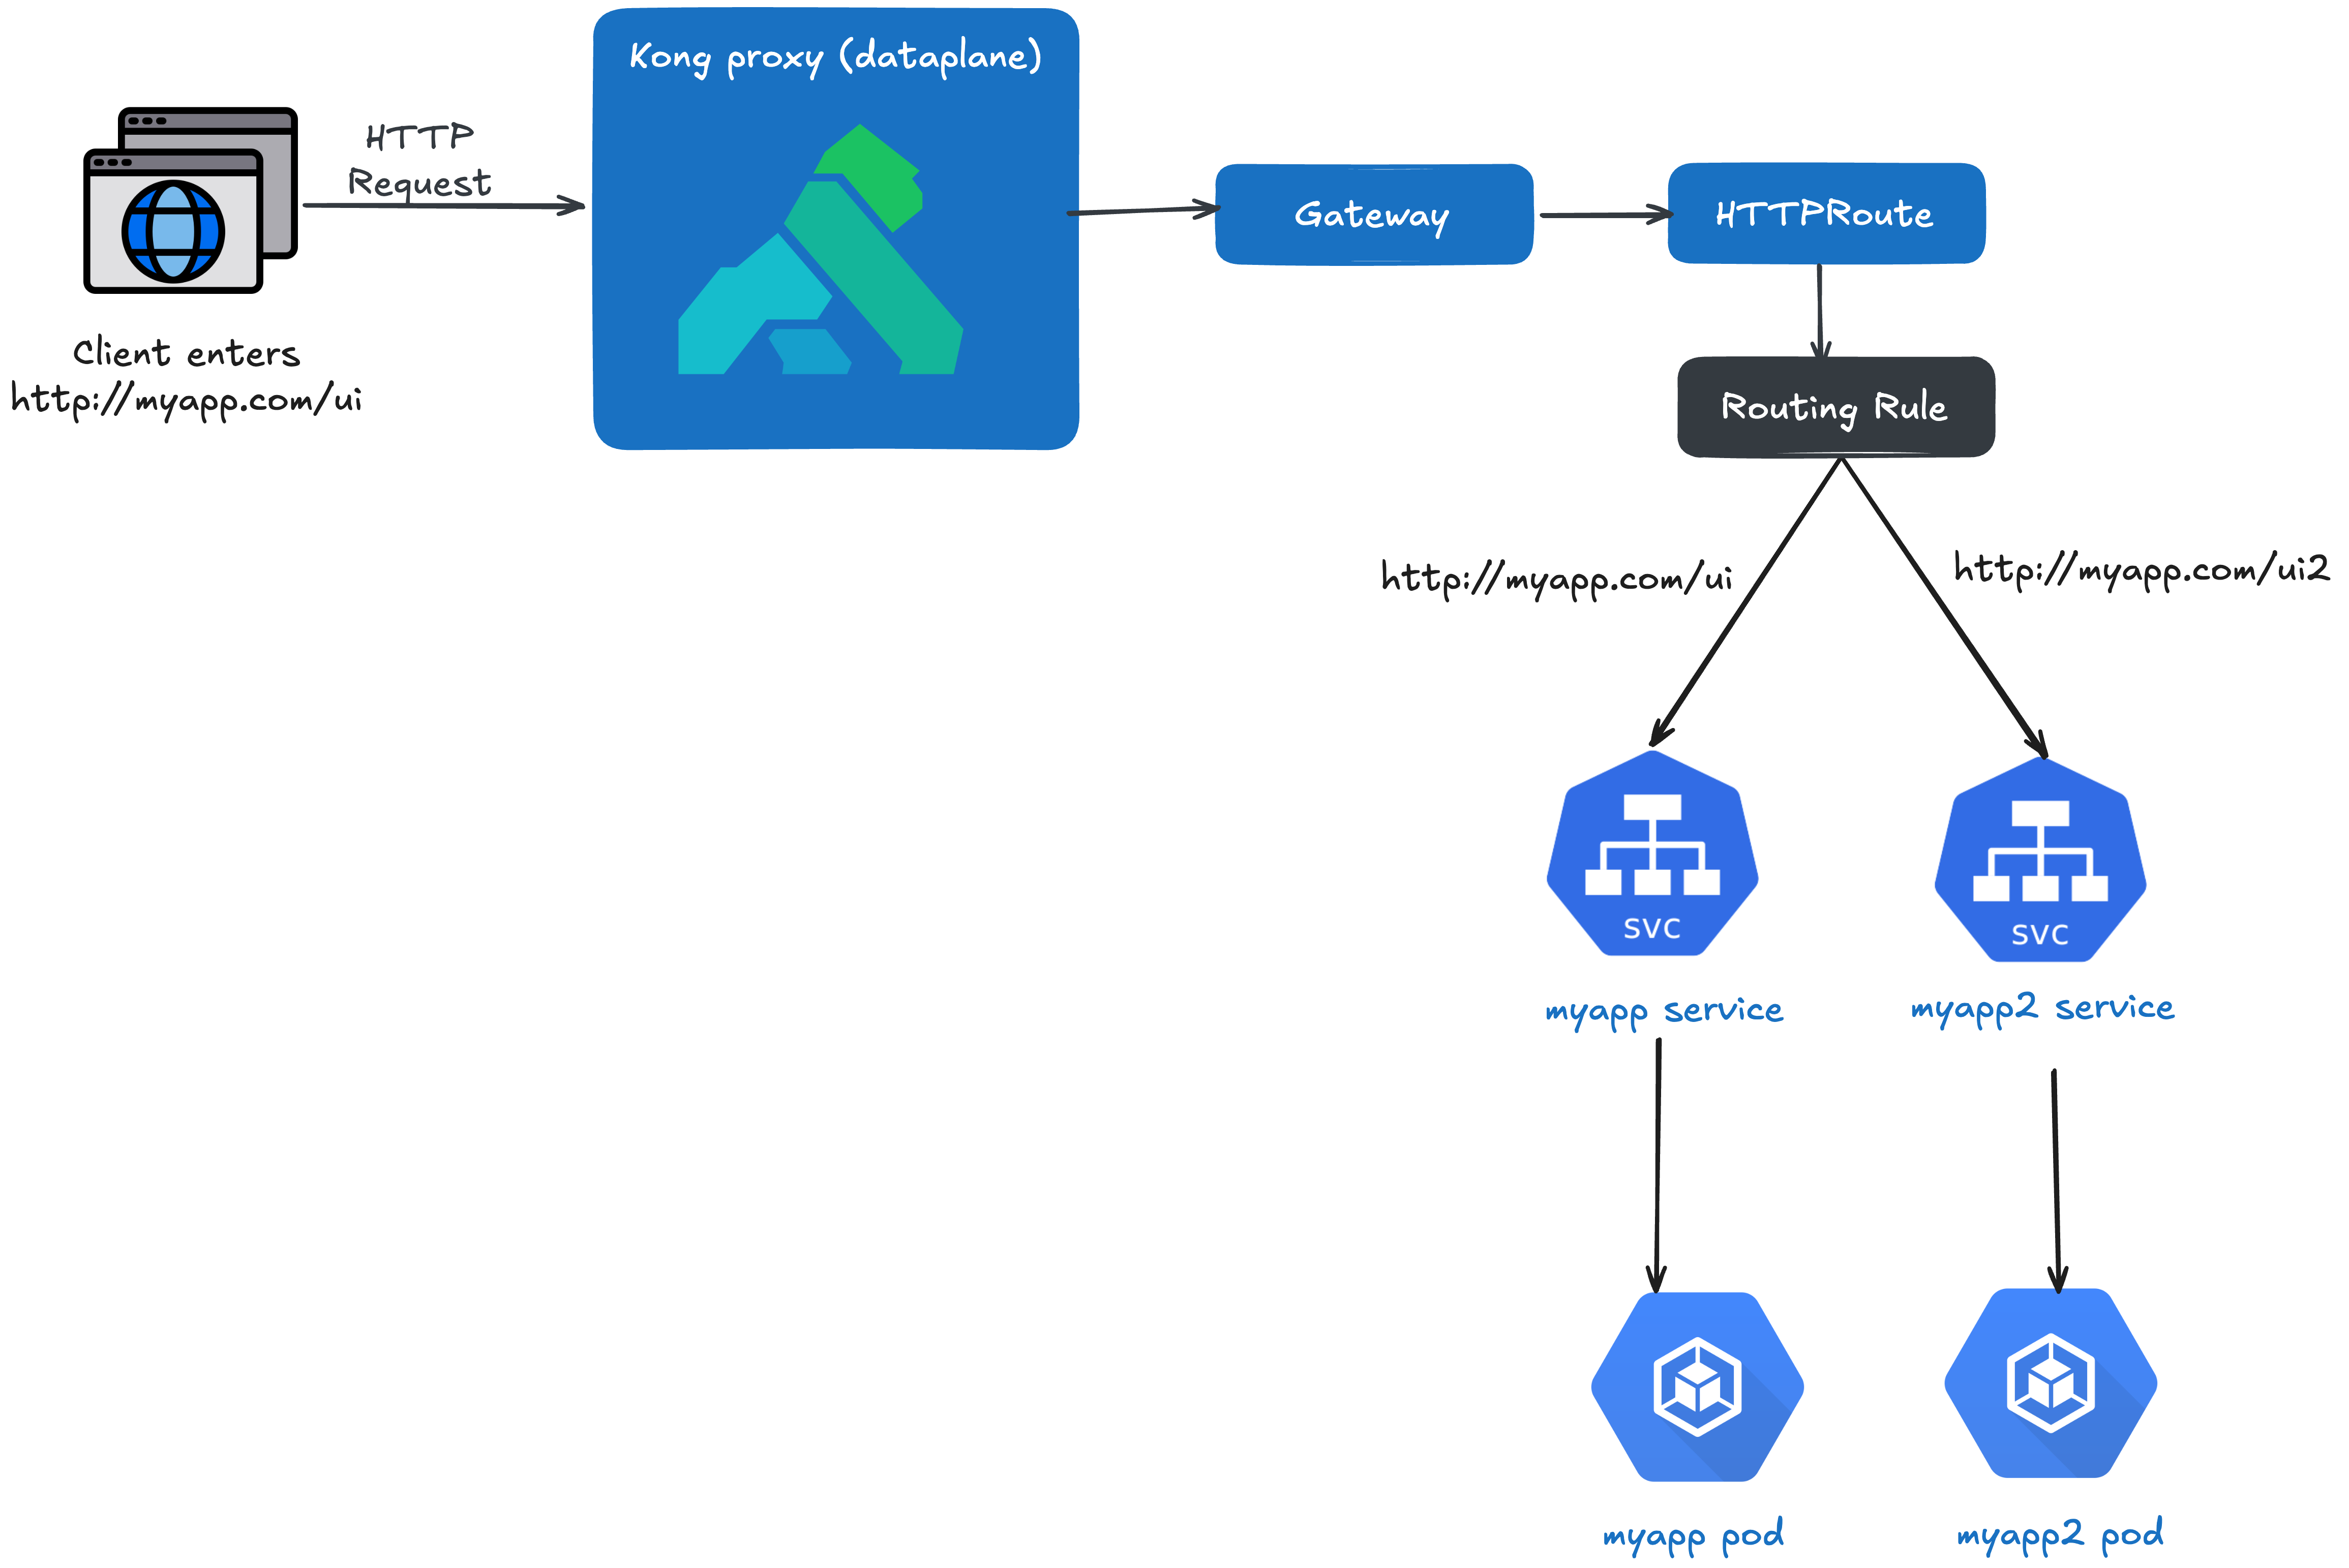 Kong proxy (dataplane)
HTTP
Request
Client enters
http://myapp.com/ui
Gateway
HTTPRoute
Routing Rule
http://myapp.com/ui
http://myapp.com/ui2
svc
svc
myapp service
myapp2 service
myapp pod
myapp2 pod